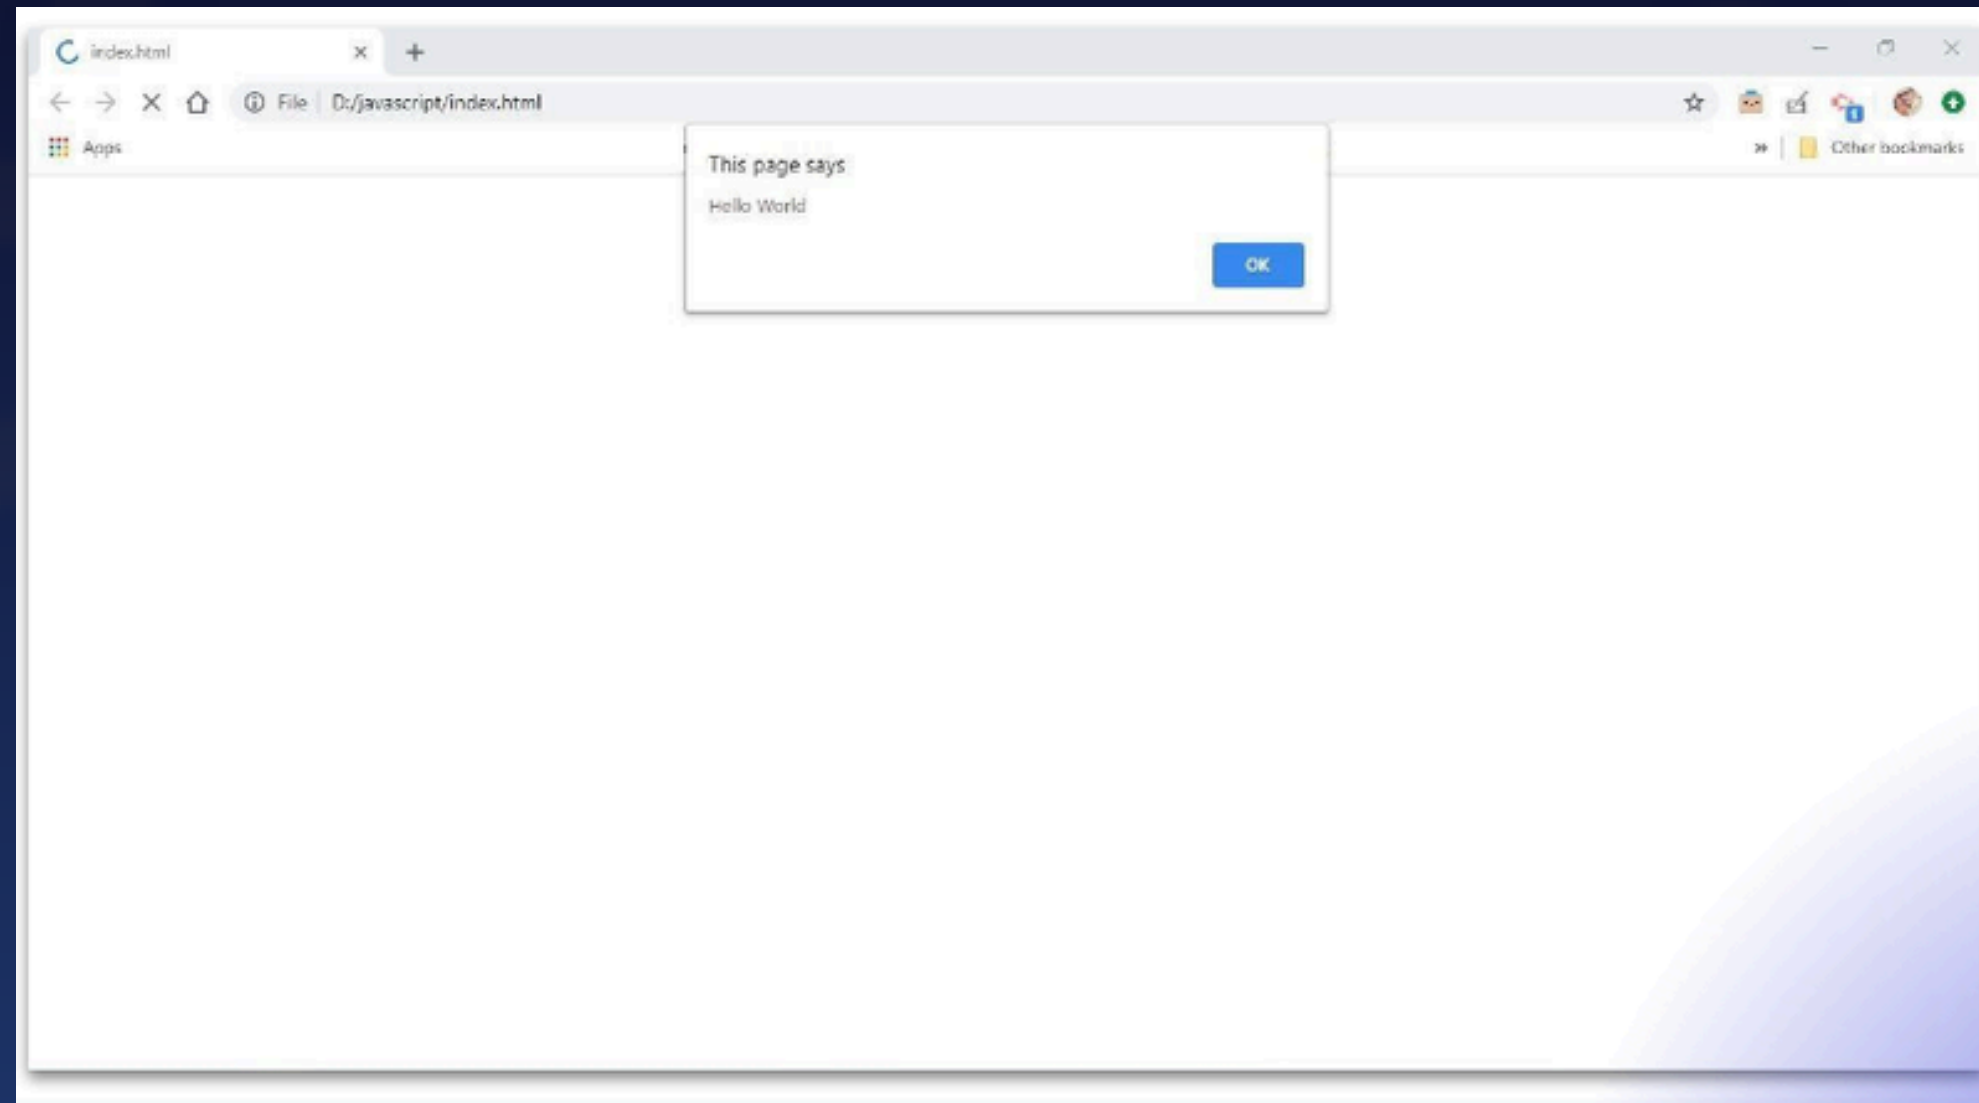 index.html
File D:/javascript/index.html
Apps
Other bookmarks
This page says
Hello World
OK